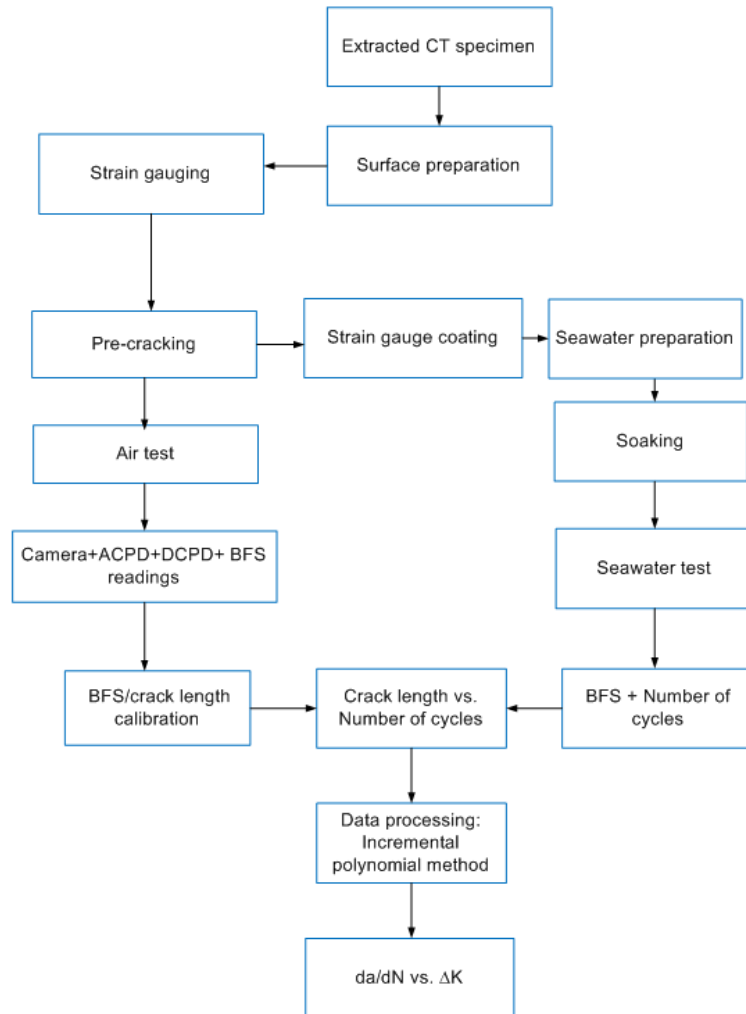 Extracted CT specimen
Surface preparation
Strain gauging
Pre-cracking
Strain gauge coating
Seawater preparation
Air test
Soaking
Camera+ACPD+DCPD+ BFS
readings
Seawater test
BFS/crack length
calibration
Crack length vs.
Number of cycles
BFS + Number of
cycles
Data processing:
Incremental
polynomial method
da/dN vs. ΔK